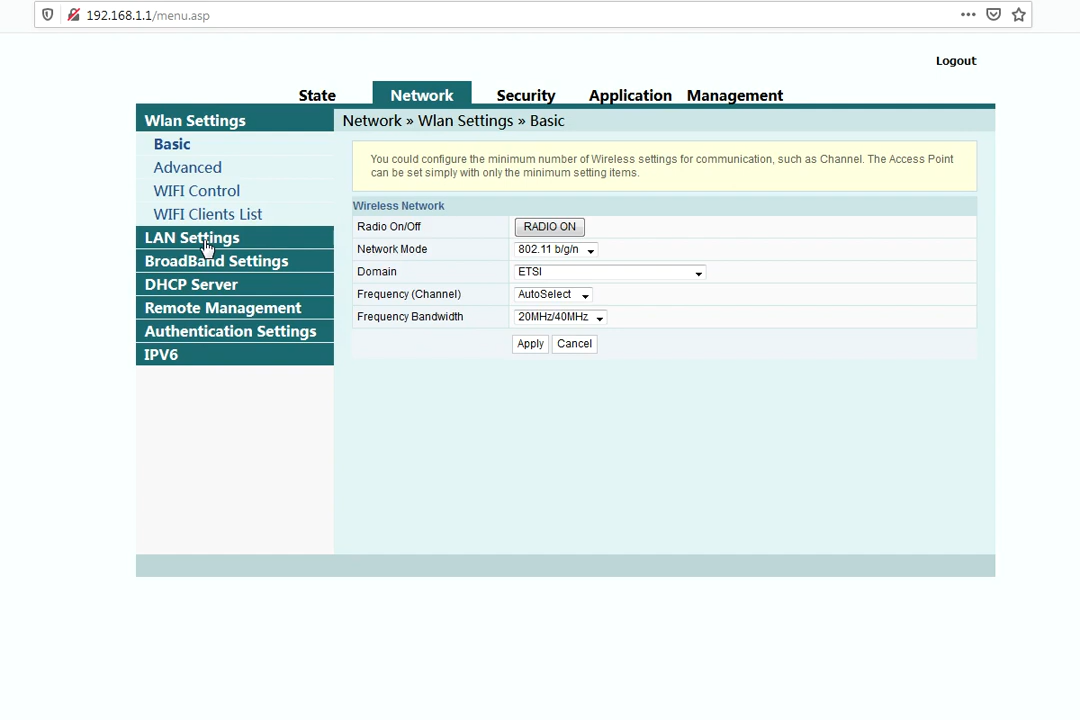 192.168.1.1/menu.asp
Logout
State Network Security Application Management
Wlan Settings
Network » Wlan Settings » Basic
Basic
Advanced
WIFI Control
WIFI Clients List
LAN Settings
BroadBand Settings
DHCP Server
Remote Management
Authentication Settings
IPV6
You could configure the minimum number of Wireless settings for communication, such as Channel. The Access Point
can be set simply with only the minimum setting items.
Wireless Network
Radio On/Off RADIO ON
Network Mode 802.11 b/g/n
Domain ETSI
Frequency (Channel) AutoSelect
Frequency Bandwidth 20MHz/40MHz
Apply Cancel